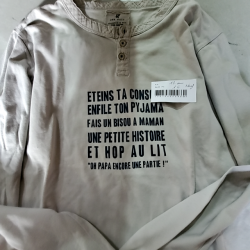 ETEINS TA CONSO
ENFILE TON PYJAMA
FAIS UN BISOU A MAMAN
UNE PETITE HISTOIRE
ET HOP AU LIT
"OH PAPA ENCORE UNE PARTIE !"